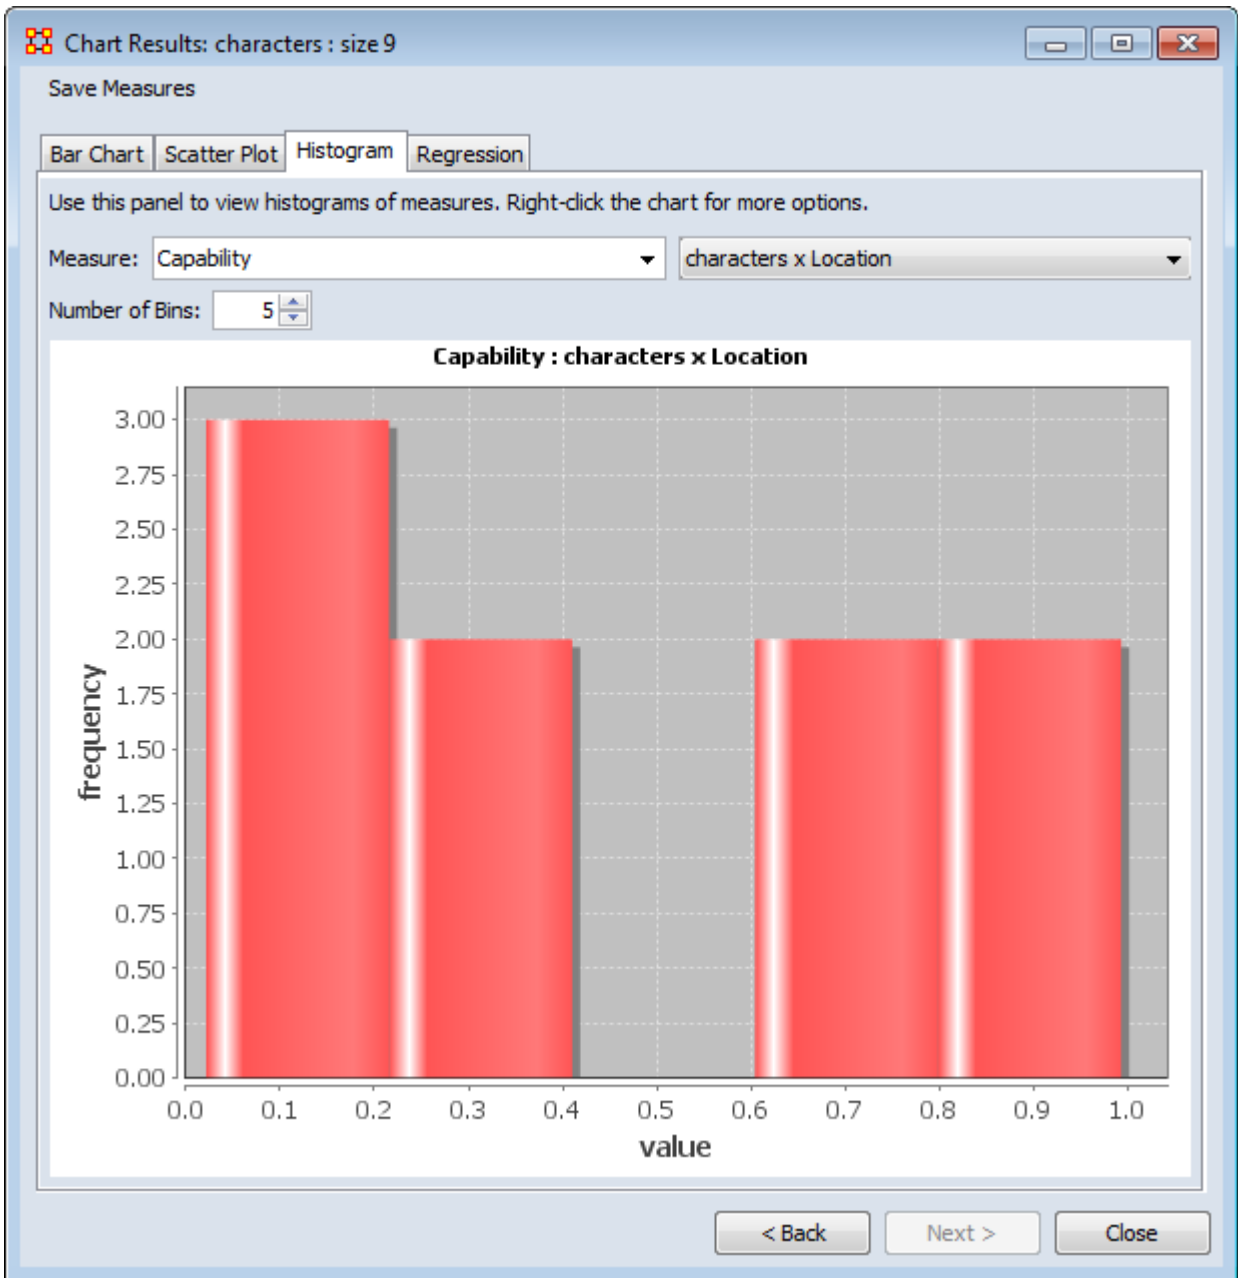 Chart Results: characters : size 9
Save Measures
Bar Chart Scatter Plot Histogram Regression
Use this panel to view histograms of measures. Right-click the chart for more options.
Measure: Capability characters x Location
Number of Bins: 5
Capability : characters x Location
3.00
2.75
2.50
2.25
2.00
1.75
1.50
1.25
1.00
0.75
0.50
0.25
0.00
frequency
0.0 0.1 0.2 0.3 0.4 0.5 0.6 0.7 0.8 0.9 1.0
value
< Back Next > Close